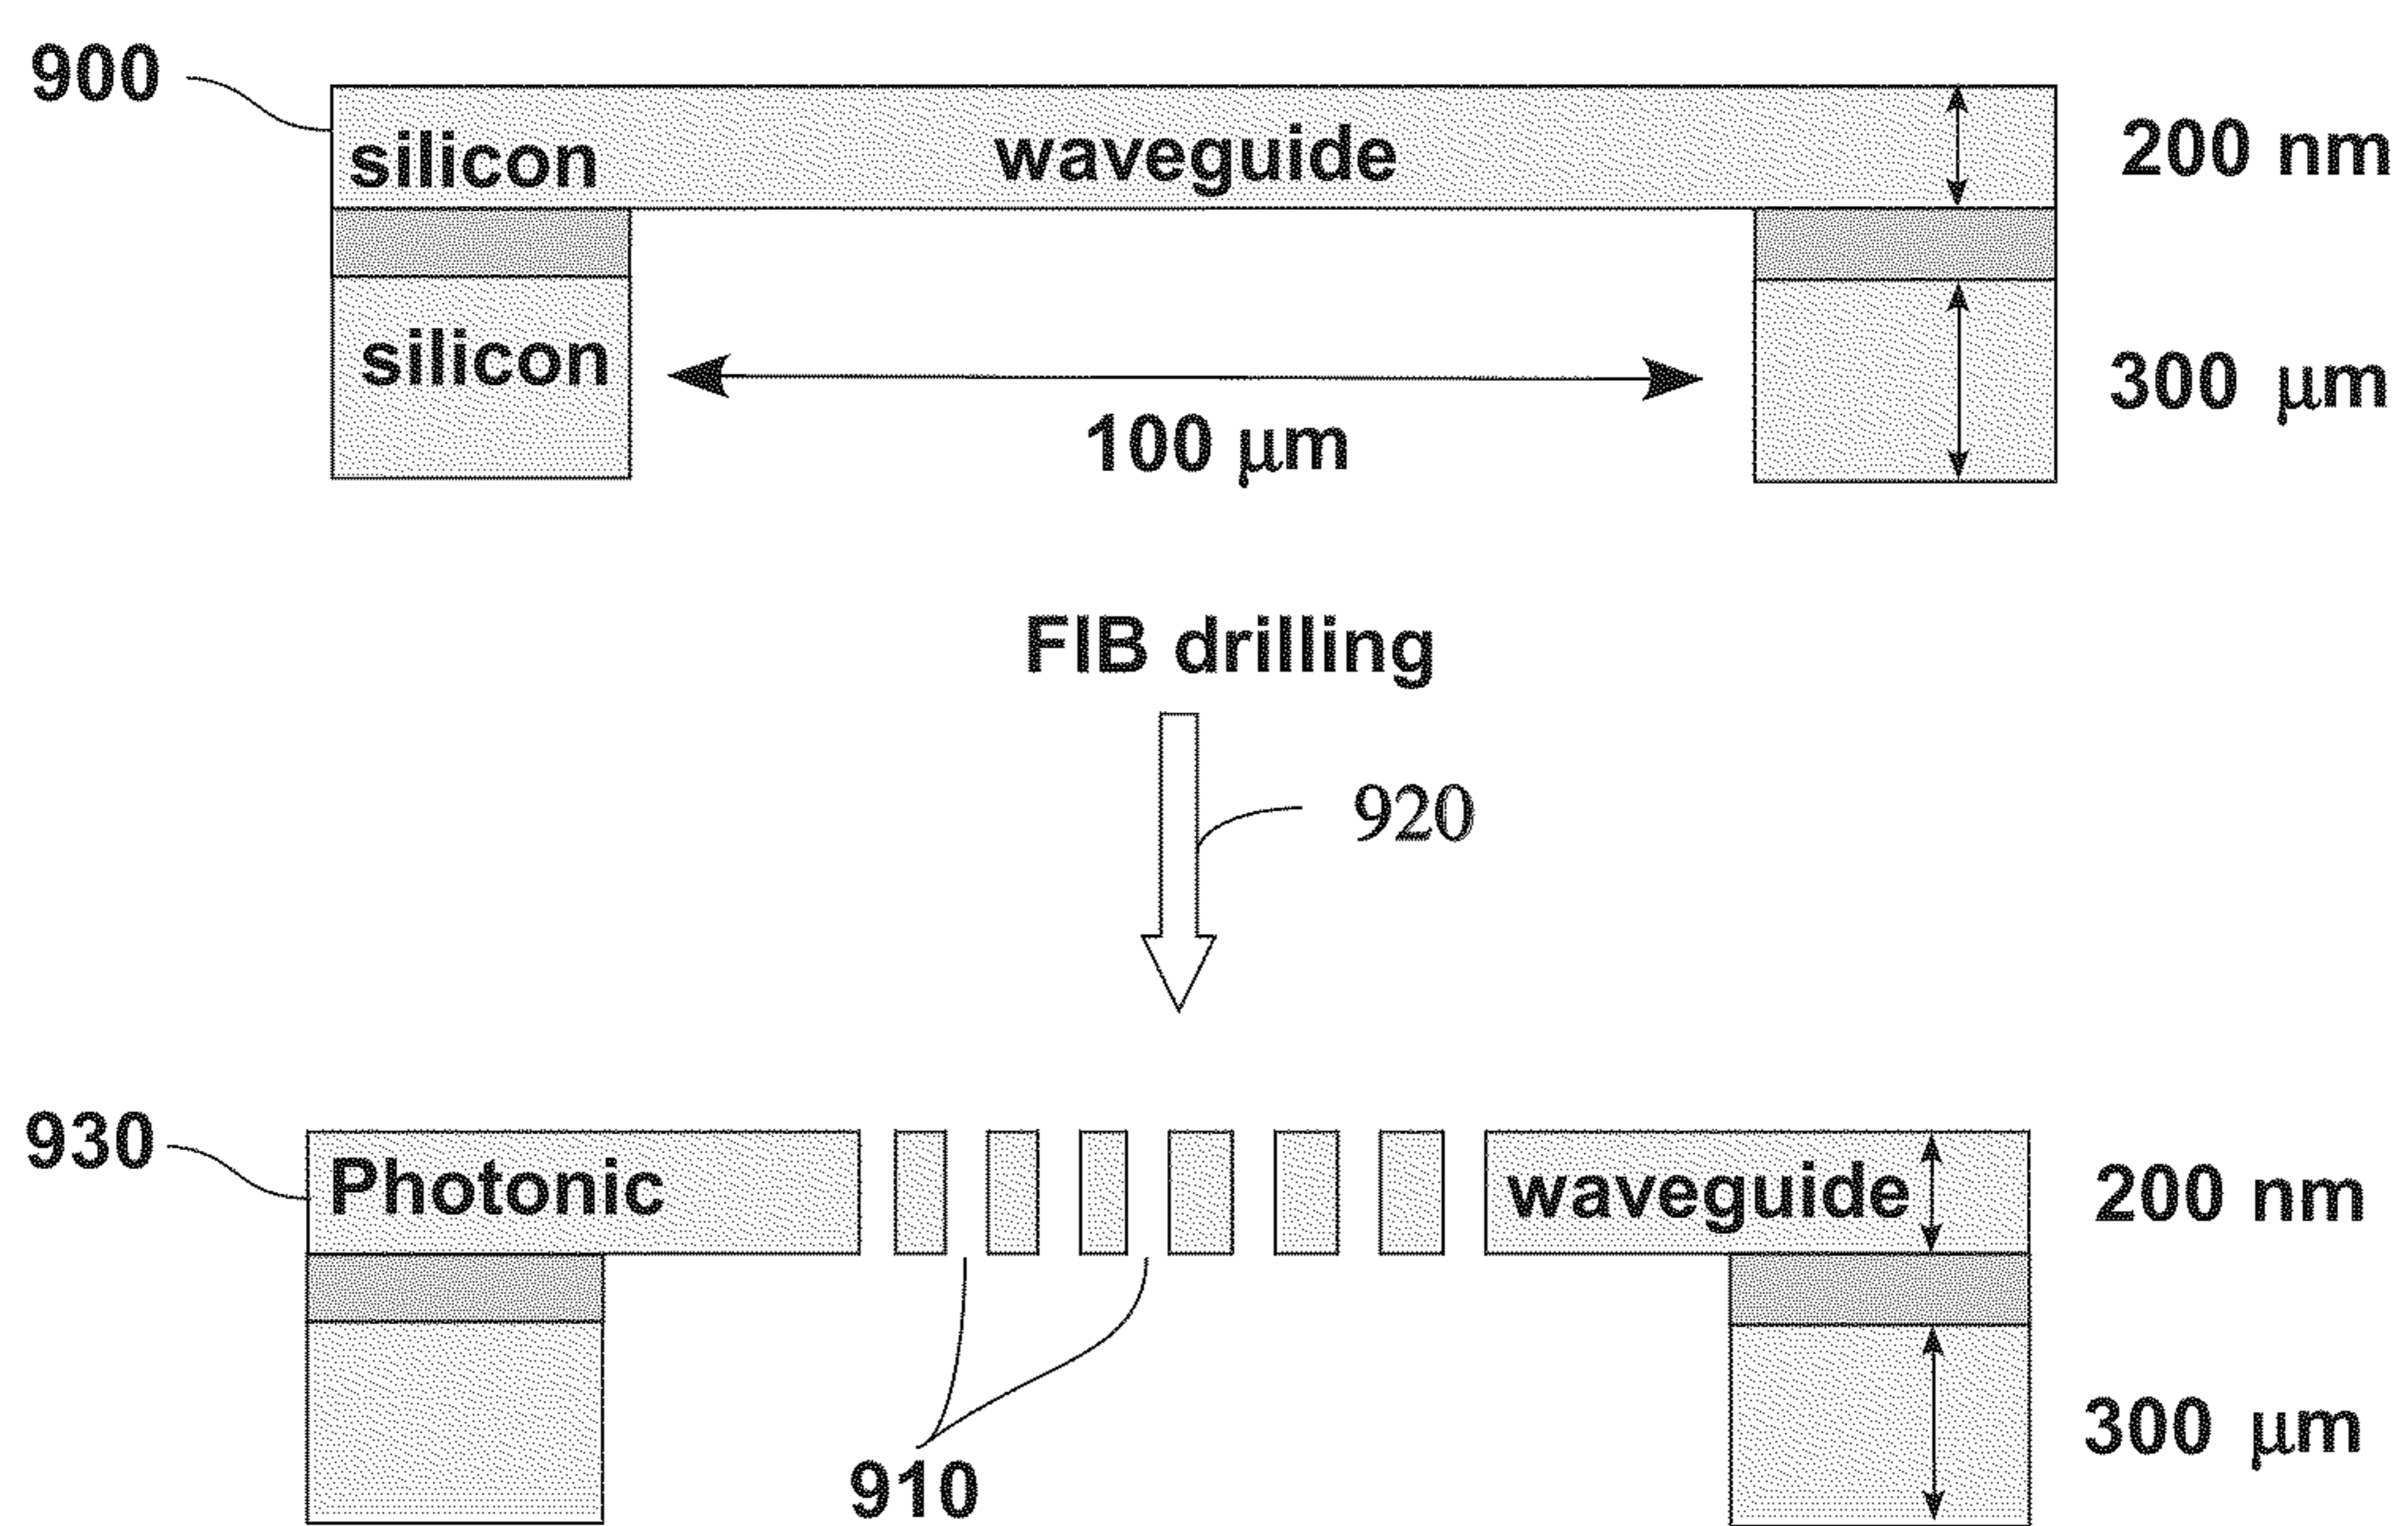 900
silicon waveguide 200 nm
silicon 300 μm
100 μm
FIB drilling
920
930
Photonic waveguide 200 nm
300 μm
910